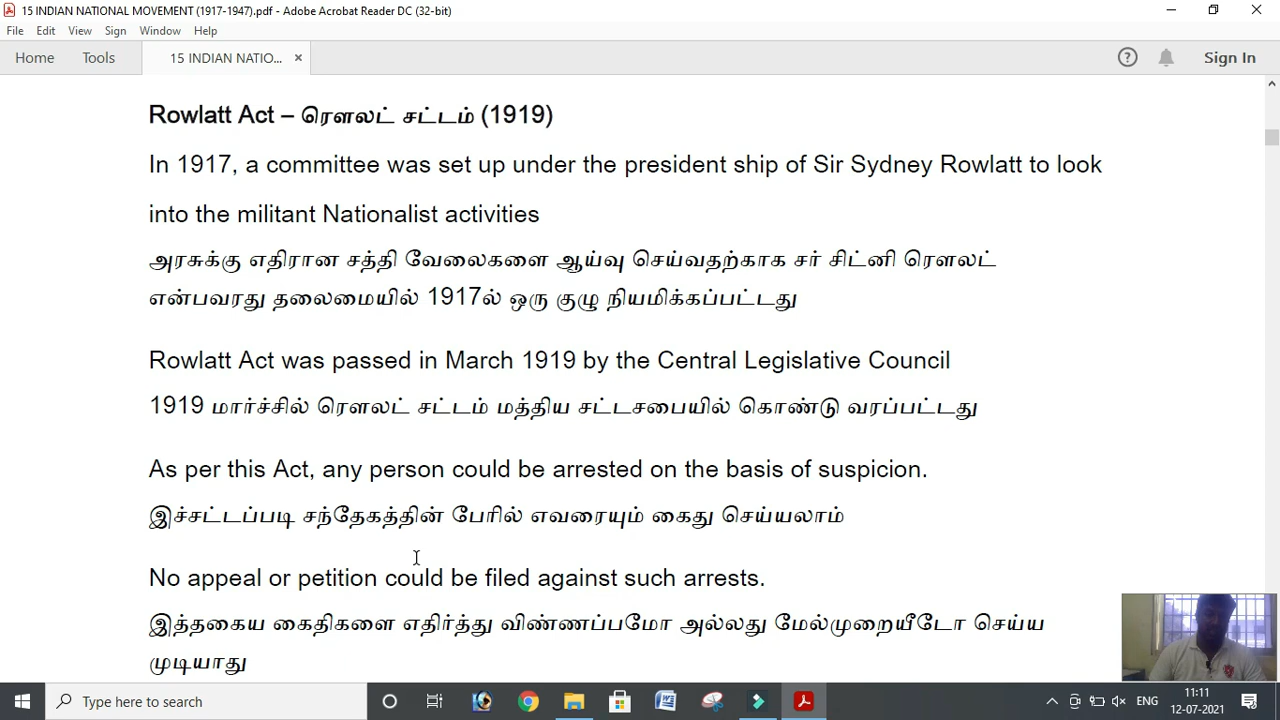 15 INDIAN NATIONAL MOVEMENT (1917-1947).pdf - Adobe Acrobat Reader DC (32-bit)
File Edit View Sign Window Help
Home Tools 15 INDIAN NATIO... × Sign In
Rowlatt Act – ரௌலட் சட்டம் (1919)
In 1917, a committee was set up under the president ship of Sir Sydney Rowlatt to look
into the militant Nationalist activities
அரசுக்கு எதிரான சத்தி வேலைகளை ஆய்வு செய்வதற்காக சர் சிட்னி ரௌலட்
என்பவரது தலைமையில் 1917ல் ஒரு குழு நியமிக்கப்பட்டது
Rowlatt Act was passed in March 1919 by the Central Legislative Council
1919 மார்ச்சில் ரௌலட் சட்டம் மத்திய சட்டசபையில் கொண்டு வரப்பட்டது
As per this Act, any person could be arrested on the basis of suspicion.
இச்சட்டப்படி சந்தேகத்தின் பேரில் எவரையும் கைது செய்யலாம்
No appeal or petition could be filed against such arrests.
இத்தகைய கைதிகளை எதிர்த்து விண்ணப்பமோ அல்லது மேல்முறையீடோ செய்ய
முடியாது
Type here to search ENG 11:11
12-07-2021